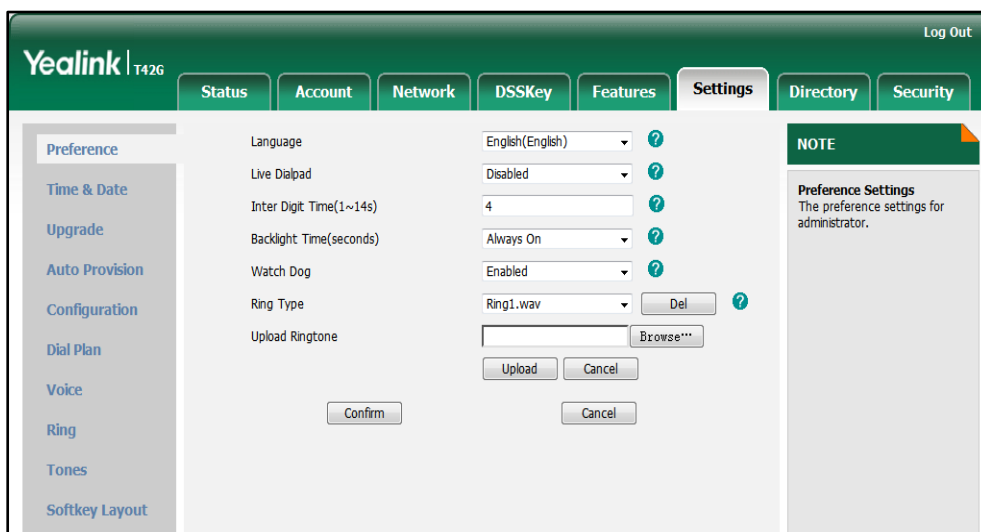 Log Out
Yealink T42G
Status Account Network DSSKey Features Settings Directory Security
Preference
Time & Date
Upgrade
Auto Provision
Configuration
Dial Plan
Voice
Ring
Tones
Softkey Layout
Language English(English) ?
Live Dialpad Disabled ?
Inter Digit Time(1~14s) 4 ?
Backlight Time(seconds) Always On ?
Watch Dog Enabled ?
Ring Type Ring1.wav Del ?
Upload Ringtone Browse...
Upload Cancel
Confirm Cancel
NOTE
Preference Settings
The preference settings for
administrator.